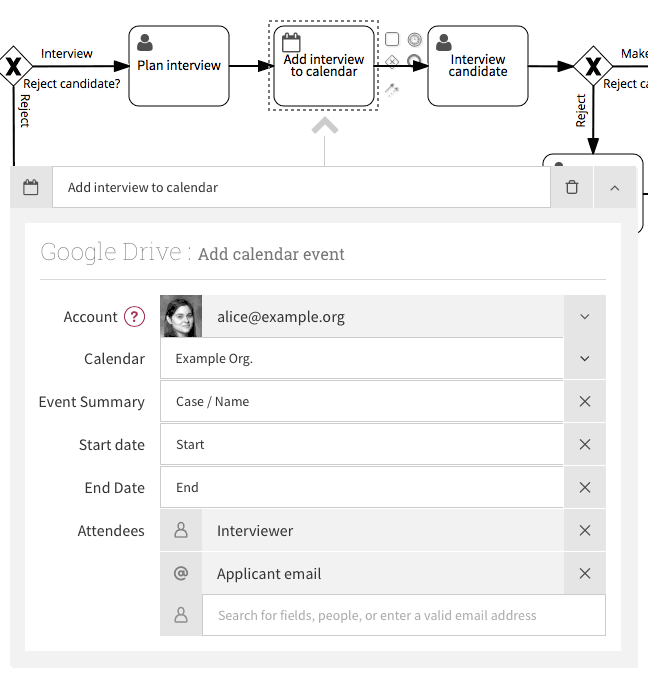 Interview
Make
Plan interview
Add interview
to calendar
Interview
candidate
Reject candidate?
Reject ca
Reject
Reject
Add interview to calendar
Google Drive : Add calendar event
Account ? alice@example.org
Calendar Example Org.
Event Summary Case / Name
Start date Start
End Date End
Attendees Interviewer
@ Applicant email
Search for fields, people, or enter a valid email address